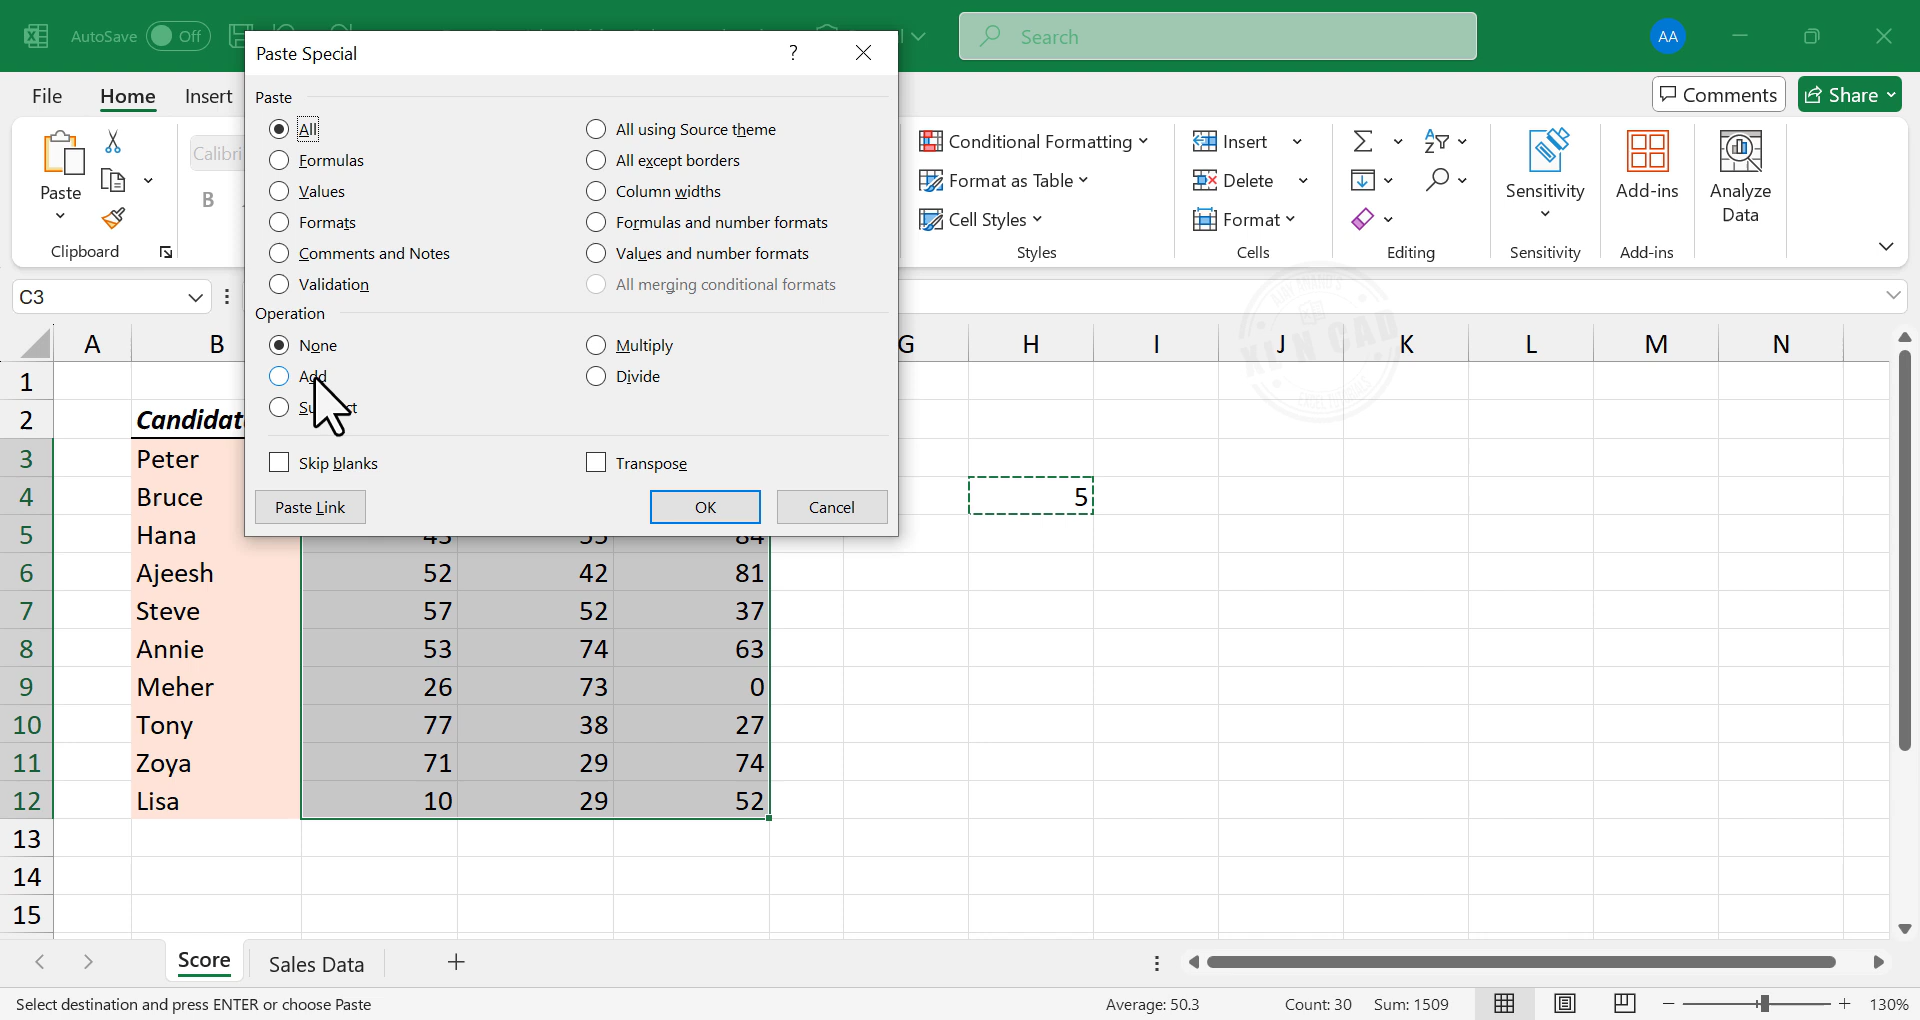 AutoSave Off Search AA
Paste Special ?
File Home Insert Comments Share
Paste
All All using Source theme
Formulas All except borders
Values Column widths
Formats Formulas and number formats
Comments and Notes Values and number formats
Validation All merging conditional formats
Operation
None Multiply
Add Divide
Skip blanks Transpose
Paste Link OK Cancel
Paste
Clipboard
Calibri
B
Conditional Formatting
Format as Table
Cell Styles
Styles
Insert
Delete
Format
Cells
Editing
Sensitivity
Sensitivity
Add-ins
Add-ins
Analyze
Data
C3
A B G H I J K L M N
1
2 Candidat
3 Peter
4 Bruce 5
5 Hana
6 Ajeesh 52 42 81
7 Steve 57 52 37
8 Annie 53 74 63
9 Meher 26 73 0
10 Tony 77 38 27
11 Zoya 71 29 74
12 Lisa 10 29 52
13
14
15
Score Sales Data +
Select destination and press ENTER or choose Paste Average: 50.3 Count: 30 Sum: 1509 130%